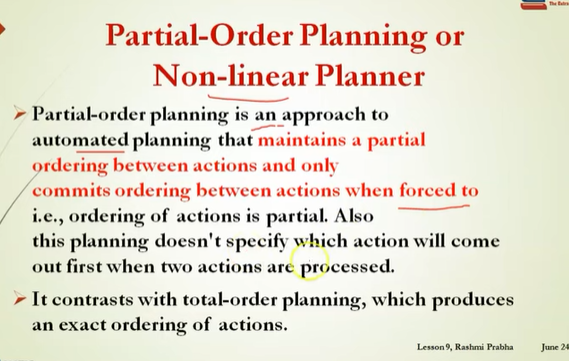 Partial-Order Planning or
Non-linear Planner
Partial-order planning is an approach to
automated planning that maintains a partial
ordering between actions and only
commits ordering between actions when forced to
i.e., ordering of actions is partial. Also
this planning doesn't specify which action will come
out first when two actions are processed.
It contrasts with total-order planning, which produces
an exact ordering of actions.
Lesson 9, Rashmi Prabha June 24